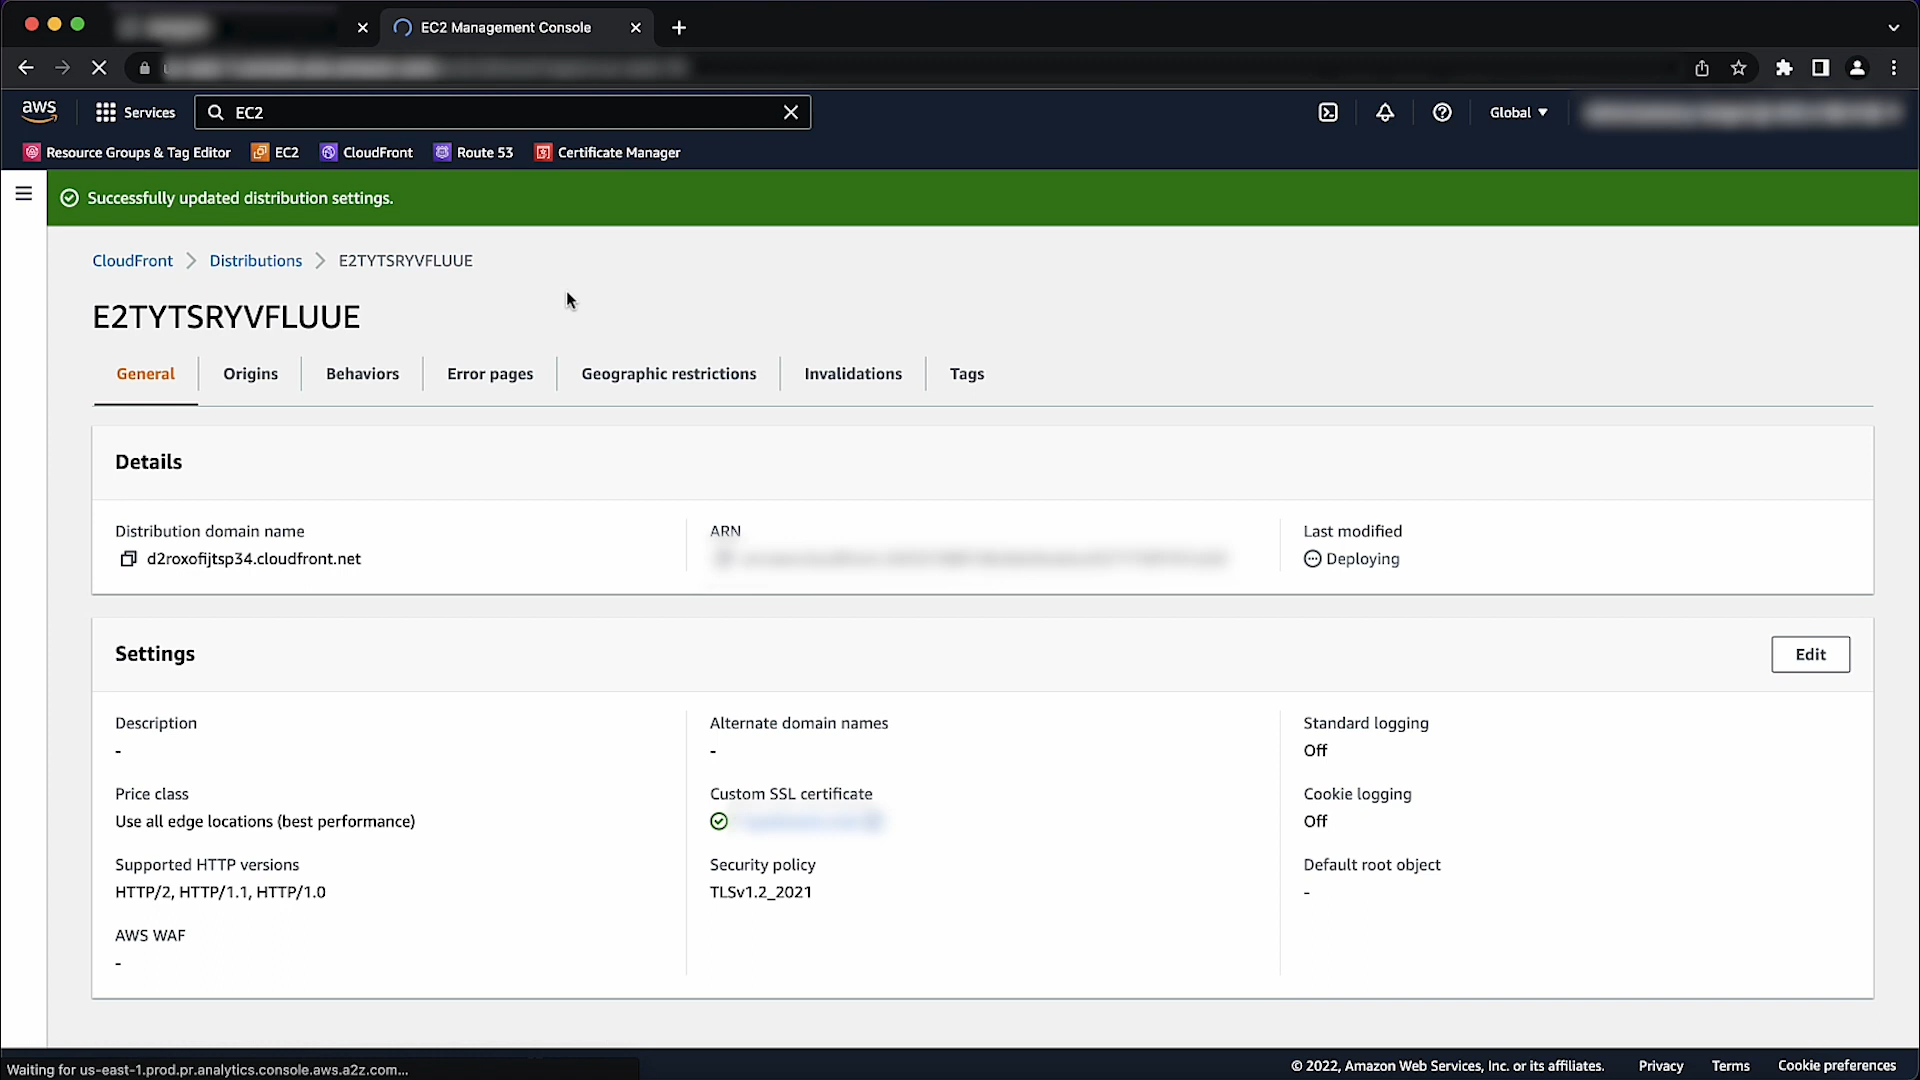 EC2 Management Console
aws
Services
EC2
Global
Resource Groups & Tag Editor
EC2
CloudFront
Route 53
Certificate Manager
Successfully updated distribution settings.
CloudFront
Distributions
E2TYTSRYVFLUUE
E2TYTSRYVFLUUE
General
Origins
Behaviors
Error pages
Geographic restrictions
Invalidations
Tags
Details
Distribution domain name
d2roxofijtsp34.cloudfront.net
ARN
Last modified
Deploying
Settings
Edit
Description
-
Price class
Use all edge locations (best performance)
Supported HTTP versions
HTTP/2, HTTP/1.1, HTTP/1.0
AWS WAF
-
Alternate domain names
-
Custom SSL certificate
Security policy
TLSv1.2_2021
Standard logging
Off
Cookie logging
Off
Default root object
-
Waiting for us-east-1.prod.pr.analytics.console.aws.a2z.com...
© 2022, Amazon Web Services, Inc. or its affiliates.
Privacy
Terms
Cookie preferences